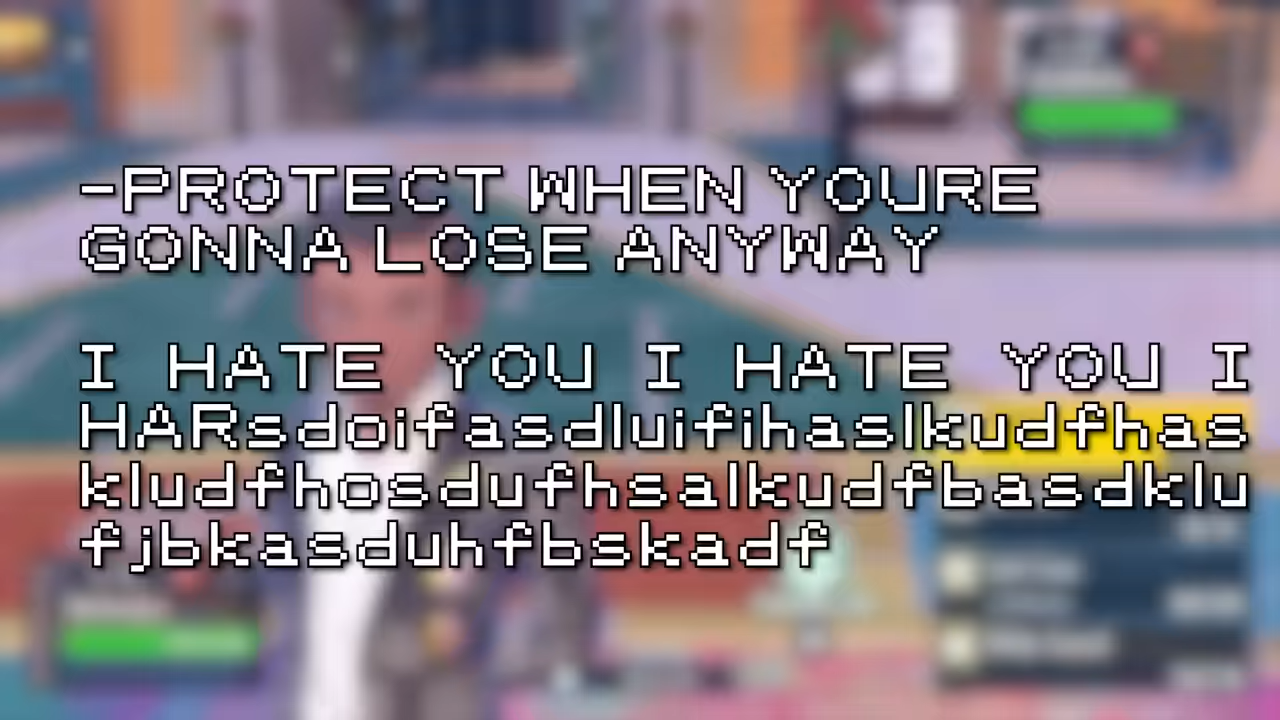 -PROTECT WHEN YOURE
GONNA LOSE ANYWAY
I HATE YOU I HATE YOU I
HARsdoifasdluifihaslkudfhas
kludfhosdufhsalkudfbasdklu
fjbkasduhfbskadf